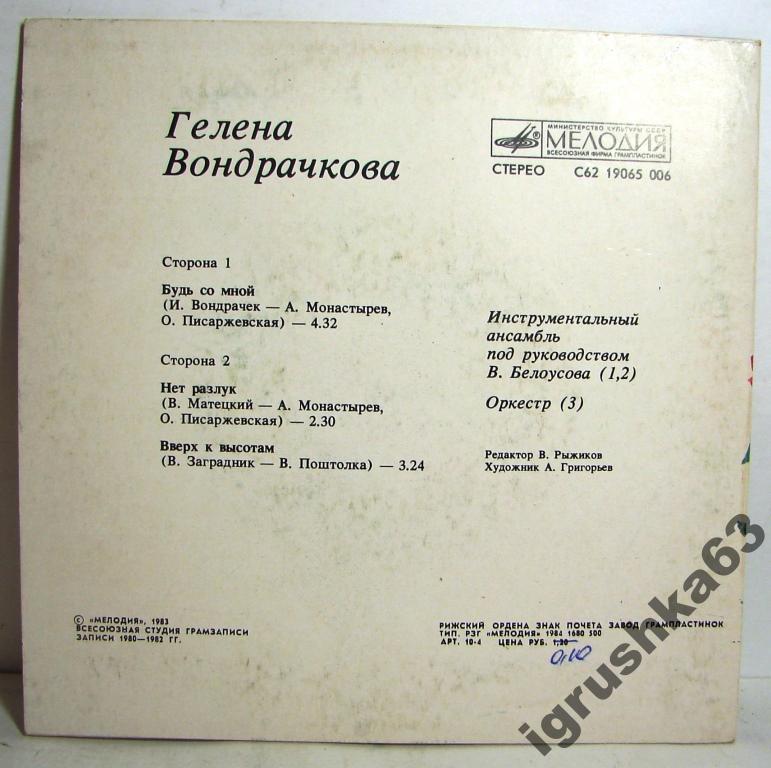 Гелена
Вондрачкова
МИНИСТЕРСТВО КУЛЬТУРЫ СССР
МЕЛОДИЯ
ВСЕСОЮЗНАЯ ФИРМА ГРАМПЛАСТИНОК
СТЕРЕО С62 19065 006
Сторона 1
Будь со мной
(И. Вондрачек — А. Монастырев,
О. Писаржевская) — 4.32
Сторона 2
Нет разлук
(В. Матецкий — А. Монастырев,
О. Писаржевская) — 2.30
Вверх к высотам
(В. Заградник — В. Поштолка) — 3.24
Инструментальный
ансамбль
под руководством
В. Белоусова (1,2)
Оркестр (3)
Редактор В. Рыжиков
Художник А. Григорьев
© «МЕЛОДИЯ», 1983
ВСЕСОЮЗНАЯ СТУДИЯ ГРАМЗАПИСИ
ЗАПИСИ 1980—1982 ГГ.
РИЖСКИЙ ОРДЕНА ЗНАК ПОЧЕТА ЗАВОД ГРАМПЛАСТИНОК
ТИП. РЗГ «МЕЛОДИЯ» 1984 1680 500
АРТ. 10-4 ЦЕНА РУБ. 1,20
igrushka63